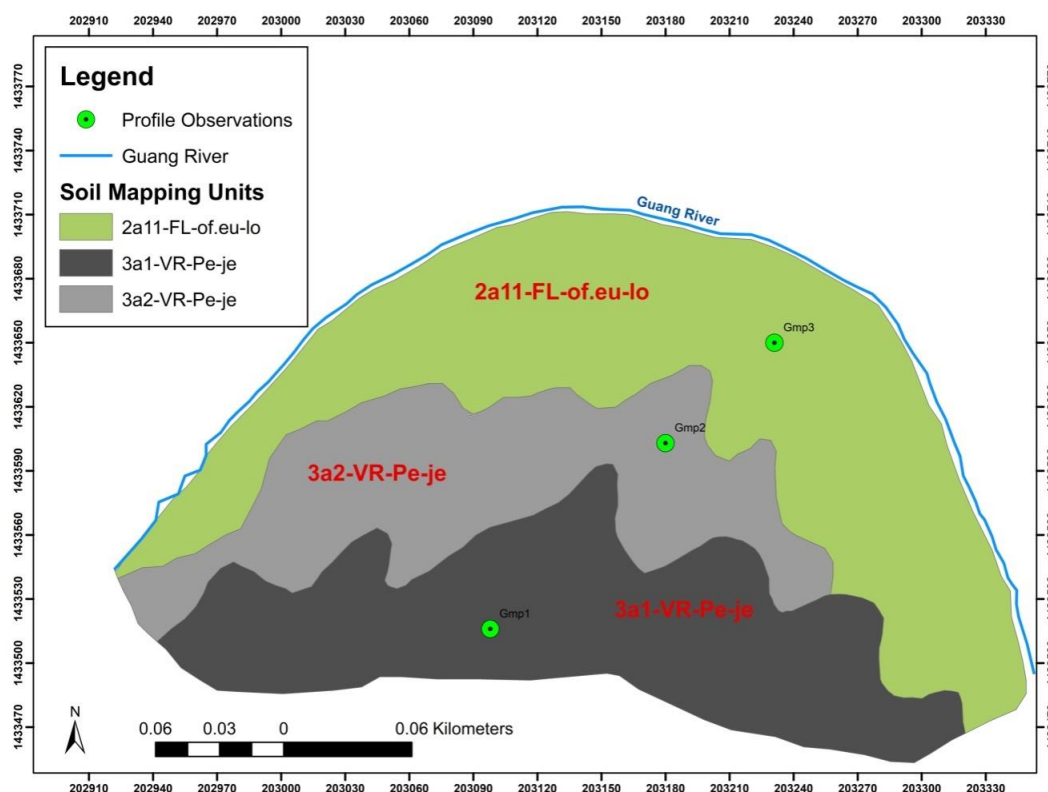 202910 202940 202970 203000 203030 203060 203090 203120 203150 203180 203210 203240 203270 203300 203330
Legend
Profile Observations
Guang River
Soil Mapping Units
2a11-FL-of.eu-lo
3a1-VR-Pe-je
3a2-VR-Pe-je
1433770
1433740
1433710
1433680
1433650
1433620
1433590
1433560
1433530
1433500
1433470
Guang River
2a11-FL-of.eu-lo
Gmp3
Gmp2
3a2-VR-Pe-je
3a1-VR-Pe-je
Gmp1
N
0.06 0.03 0 0.06 Kilometers
202910 202940 202970 203000 203030 203060 203090 203120 203150 203180 203210 203240 203270 203300 203330